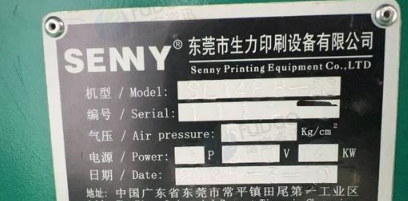 SENNY® 东莞市生力印刷设备有限公司
Senny Printing Equipment Co.,LTD
机型 / Model:
编号 / Serial:
气压 / Air pressure: Kg/cm²
电源 / Power: P V KW
日期 / Date:
地址: 中国广东省东莞市常平镇田尾第一工业区